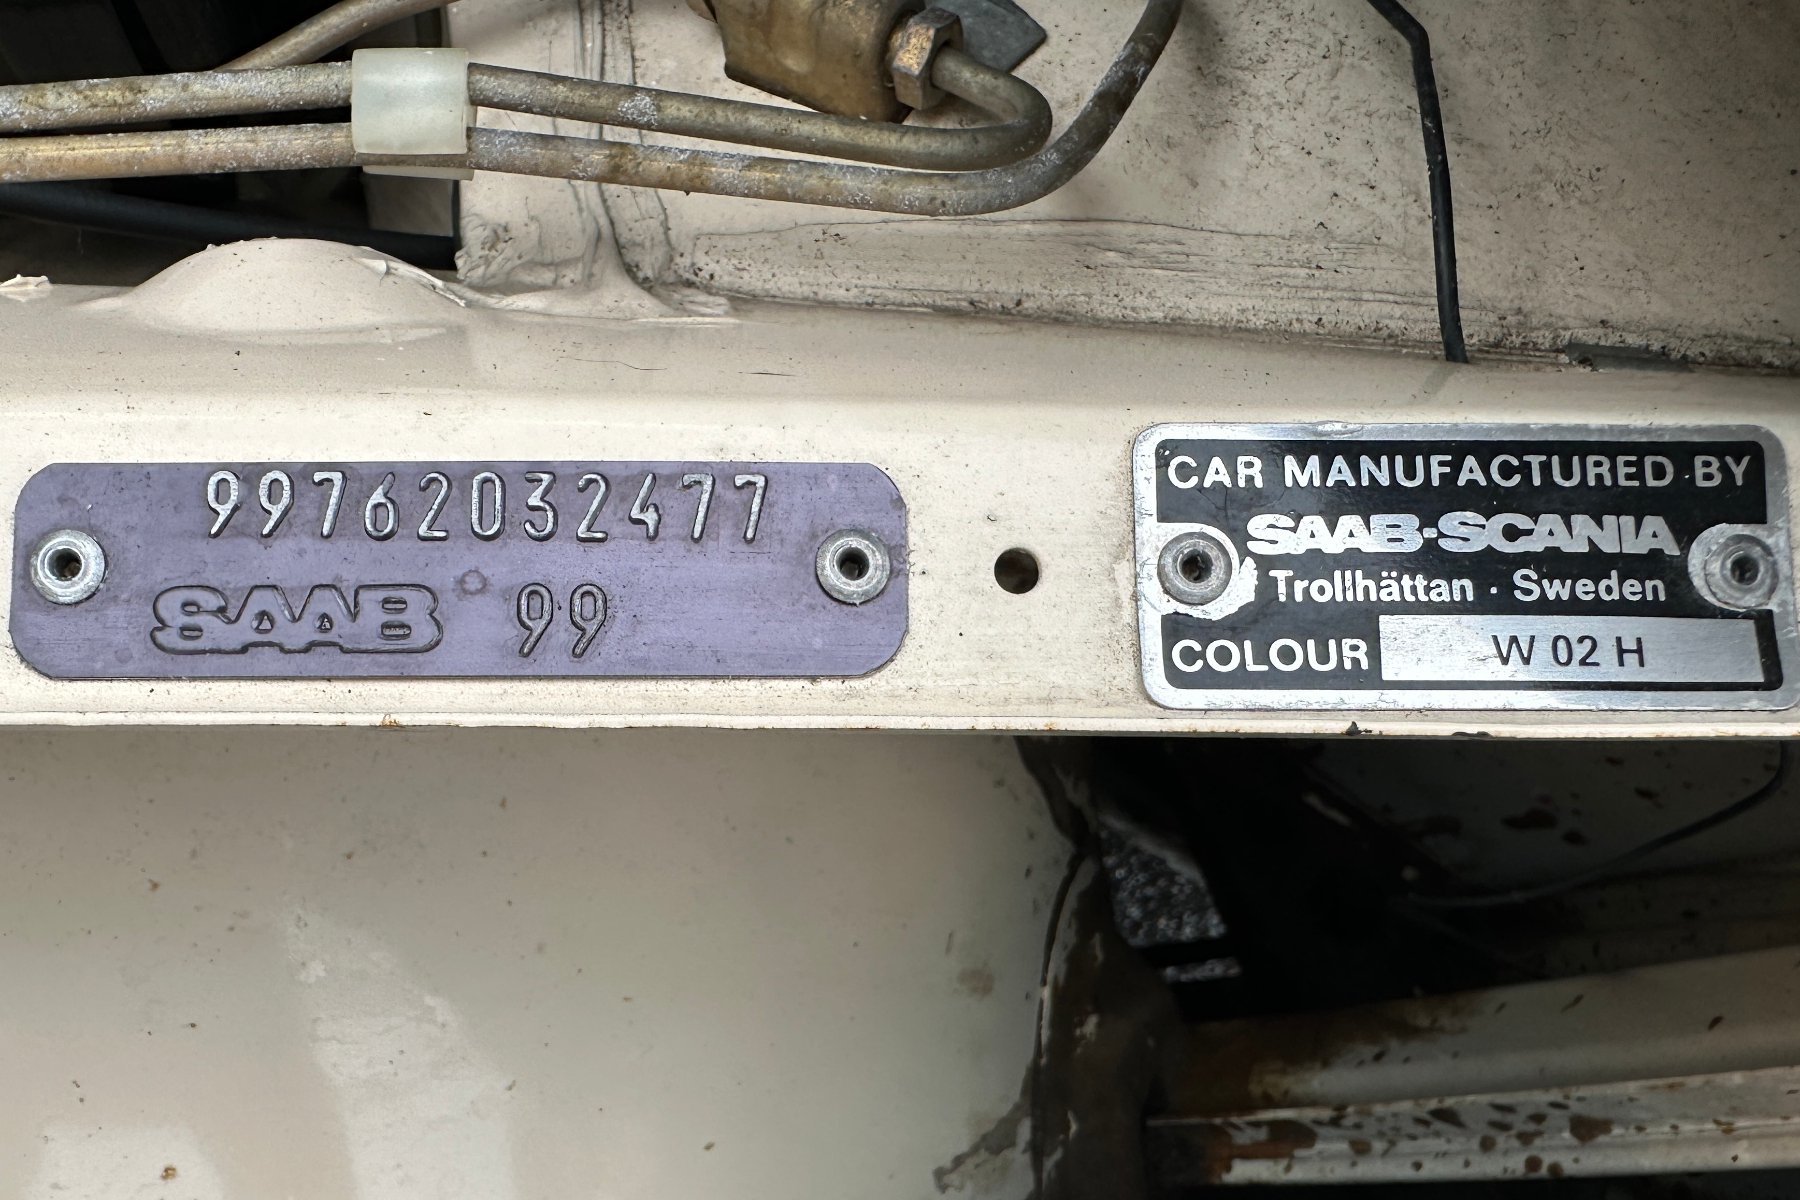 99762032477
SAAB 99
CAR MANUFACTURED BY
SAAB-SCANIA
Trollhättan · Sweden
COLOUR W 02 H